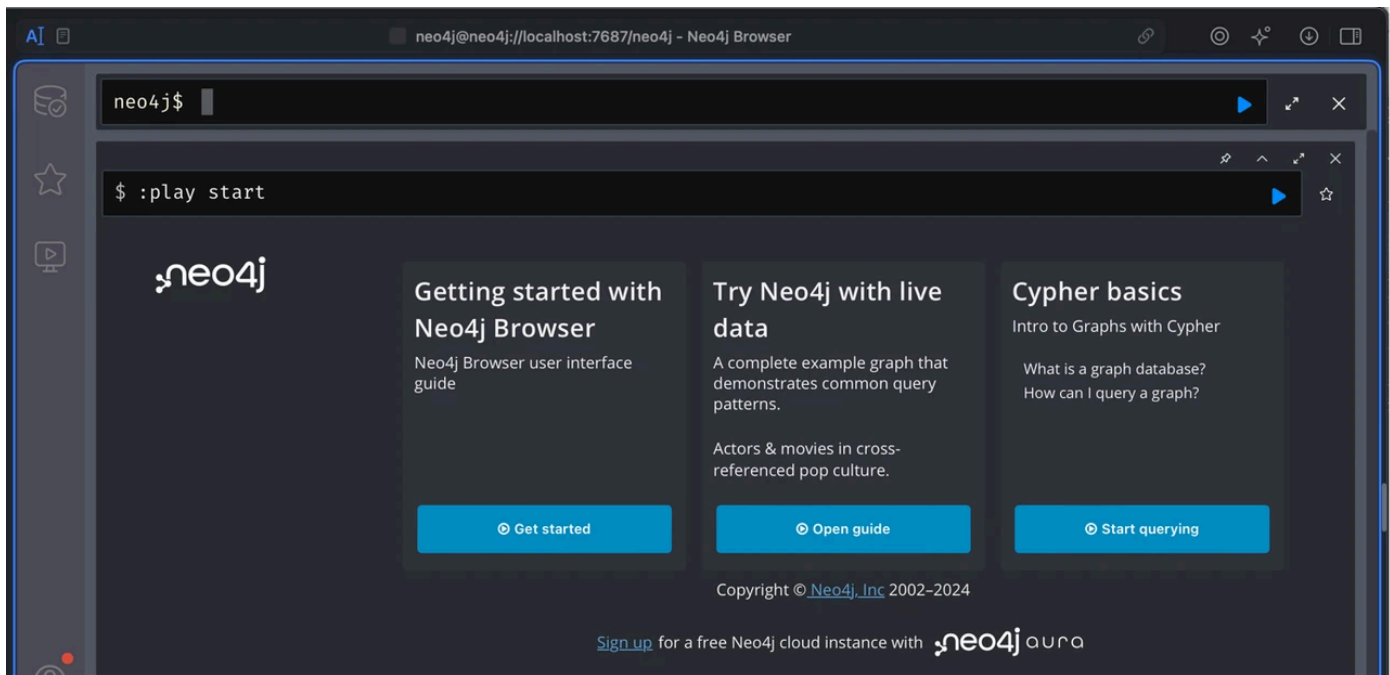 A
neo4j@neo4j://localhost:7687/neo4j - Neo4j Browser
neo4j$
$ :play start
neo4j
Getting started with
Neo4j Browser
Neo4j Browser user interface
guide
Get started
Try Neo4j with live
data
A complete example graph that
demonstrates common query
patterns.
Actors & movies in cross-
referenced pop culture.
Open guide
Cypher basics
Intro to Graphs with Cypher
What is a graph database?
How can I query a graph?
Start querying
Copyright © Neo4j, Inc 2002–2024
Sign up for a free Neo4j cloud instance with neo4j aura